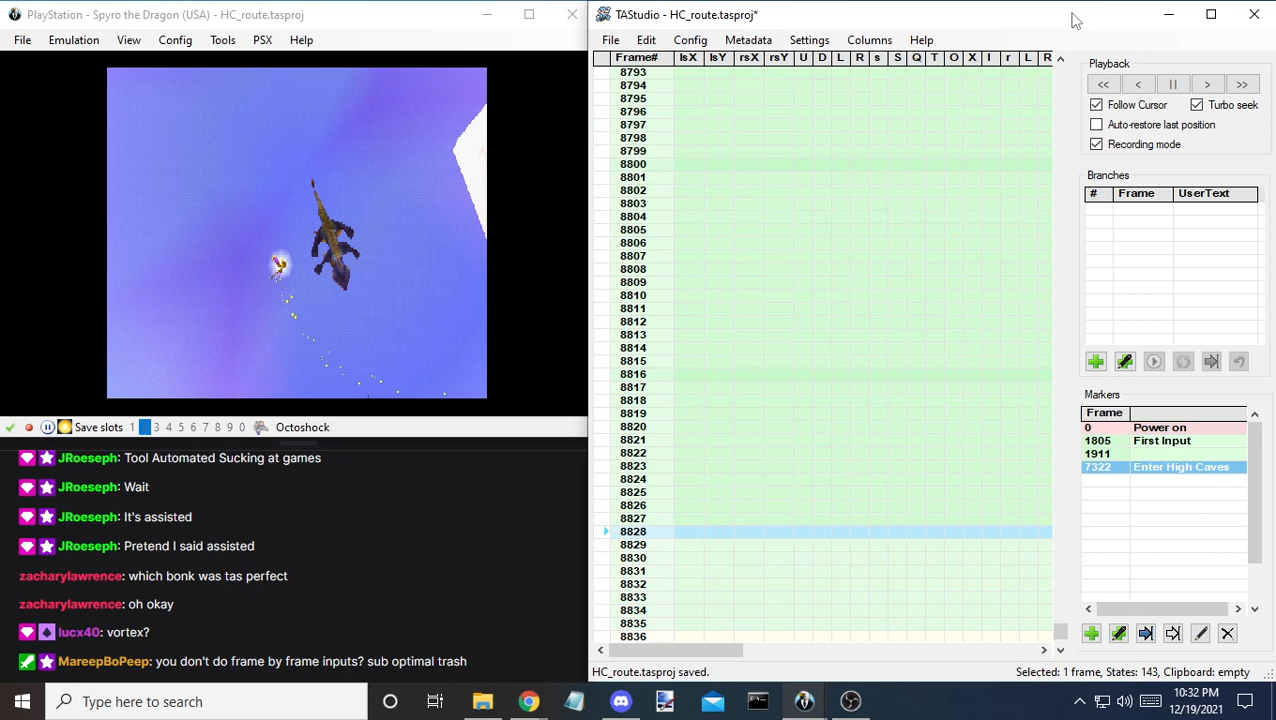 PlayStation - Spyro the Dragon (USA) - HC_route.tasproj
File Emulation View Config Tools PSX Help
Save slots 1 2 3 4 5 6 7 8 9 0 Octoshock
JRoeseph: Tool Automated Sucking at games
JRoeseph: Wait
JRoeseph: It's assisted
JRoeseph: Pretend I said assisted
zacharylawrence: which bonk was tas perfect
zacharylawrence: oh okay
lucx40: vortex?
MareepBoPeep: you don't do frame by frame inputs? sub optimal trash
TAStudio - HC_route.tasproj*
File Edit Config Metadata Settings Columns Help
Frame# lsX lsY rsX rsY U D L R s S Q T O X l r L R
8793
8794
8795
8796
8797
8798
8799
8800
8801
8802
8803
8804
8805
8806
8807
8808
8809
8810
8811
8812
8813
8814
8815
8816
8817
8818
8819
8820
8821
8822
8823
8824
8825
8826
8827
8828
8829
8830
8831
8832
8833
8834
8835
8836
HC_route.tasproj saved.
Selected: 1 frame, States: 143, Clipboard: empty
Playback
<< < || > >>
Follow Cursor Turbo seek
Auto-restore last position
Recording mode
Branches
# Frame UserText
Markers
Frame
0 Power on
1805 First Input
1911
7322 Enter High Caves
Type here to search
10:32 PM
12/19/2021